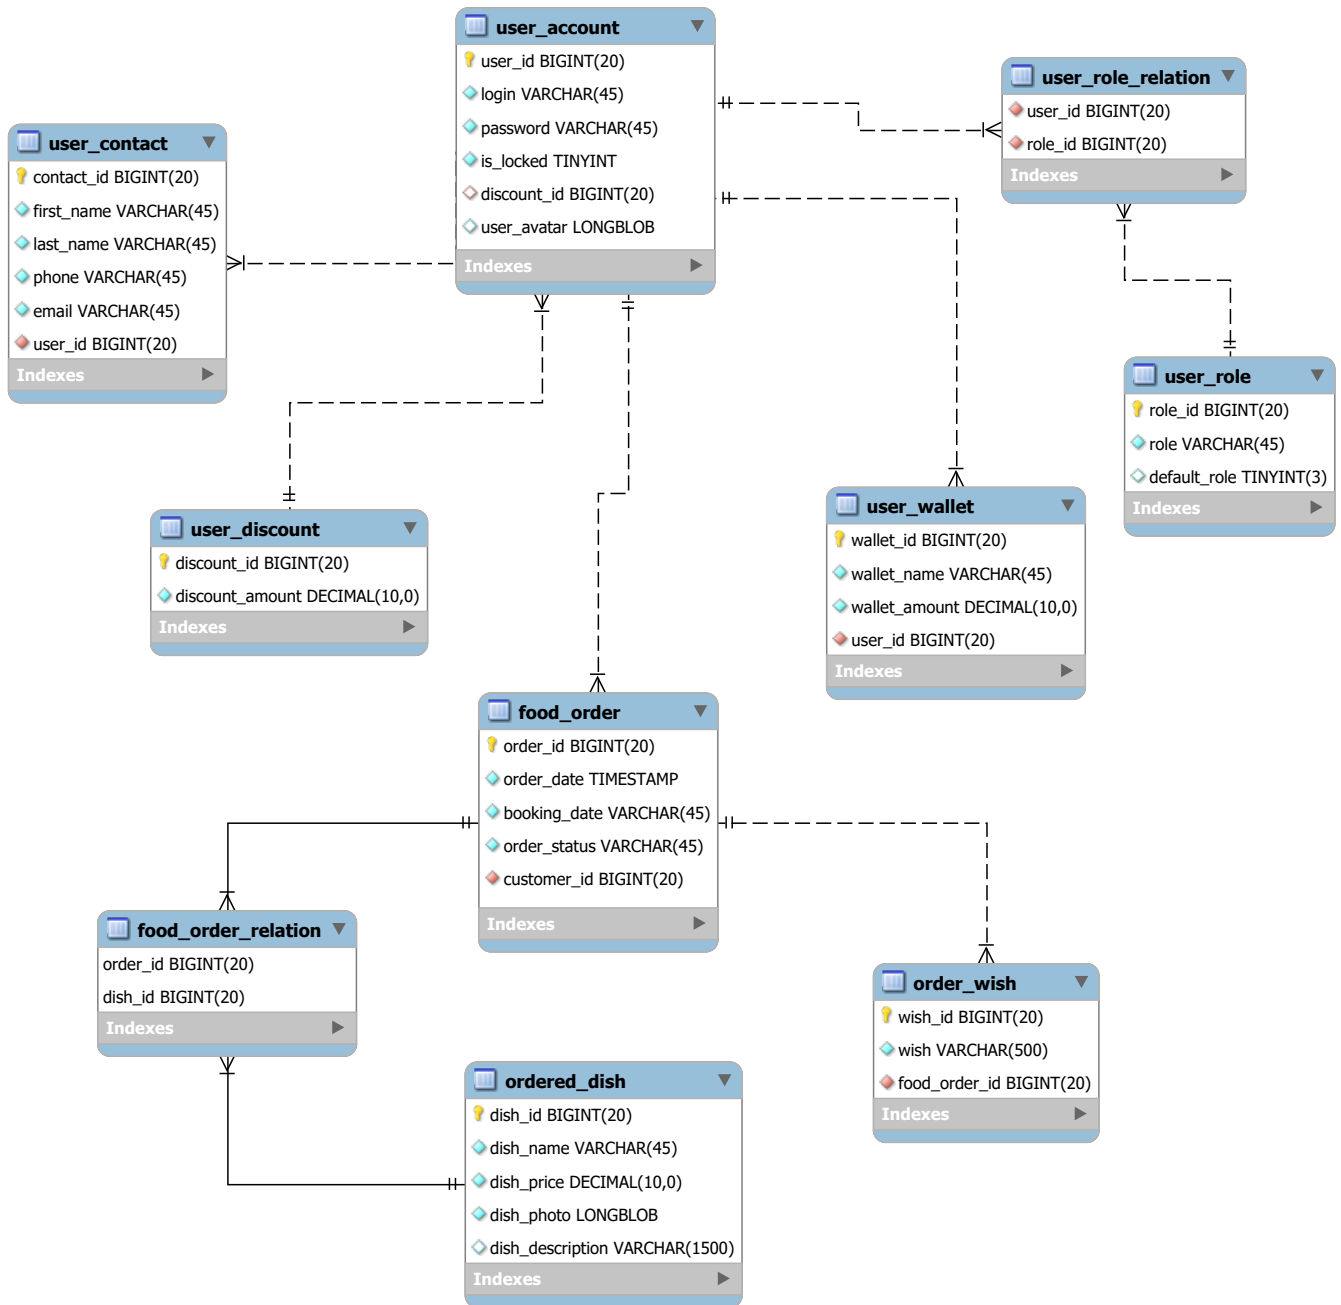 user_account
user_id BIGINT(20)
login VARCHAR(45)
password VARCHAR(45)
is_locked TINYINT
discount_id BIGINT(20)
user_avatar LONGBLOB
Indexes
user_role_relation
user_id BIGINT(20)
role_id BIGINT(20)
Indexes
user_contact
contact_id BIGINT(20)
first_name VARCHAR(45)
last_name VARCHAR(45)
phone VARCHAR(45)
email VARCHAR(45)
user_id BIGINT(20)
Indexes
user_role
role_id BIGINT(20)
role VARCHAR(45)
default_role TINYINT(3)
Indexes
user_discount
discount_id BIGINT(20)
discount_amount DECIMAL(10,0)
Indexes
user_wallet
wallet_id BIGINT(20)
wallet_name VARCHAR(45)
wallet_amount DECIMAL(10,0)
user_id BIGINT(20)
Indexes
food_order
order_id BIGINT(20)
order_date TIMESTAMP
booking_date VARCHAR(45)
order_status VARCHAR(45)
customer_id BIGINT(20)
Indexes
food_order_relation
order_id BIGINT(20)
dish_id BIGINT(20)
Indexes
order_wish
wish_id BIGINT(20)
wish VARCHAR(500)
food_order_id BIGINT(20)
Indexes
ordered_dish
dish_id BIGINT(20)
dish_name VARCHAR(45)
dish_price DECIMAL(10,0)
dish_photo LONGBLOB
dish_description VARCHAR(1500)
Indexes